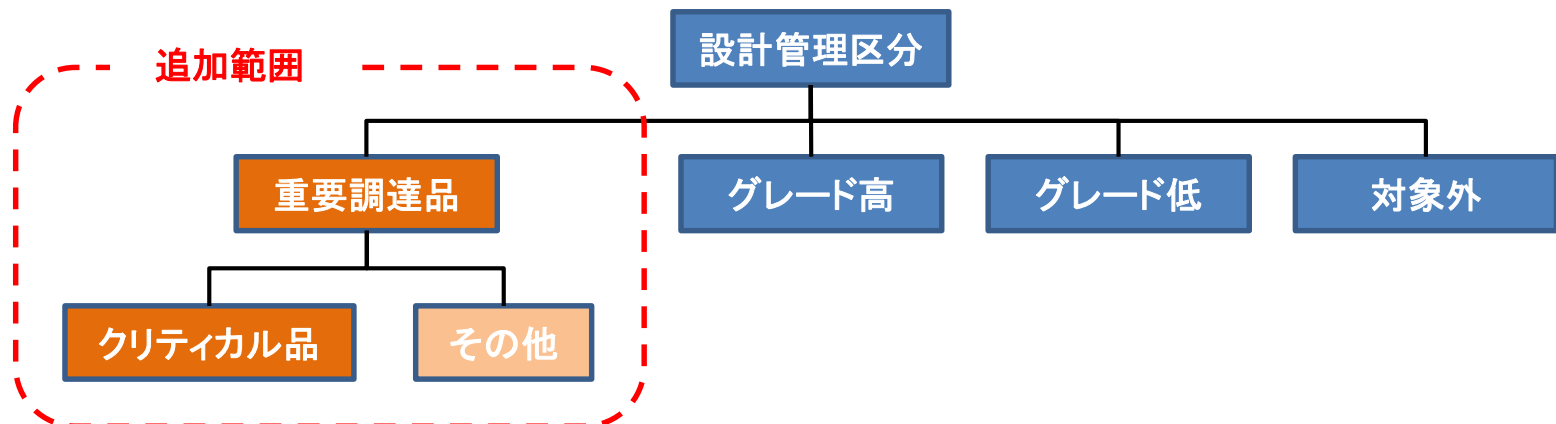 追加範囲
設計管理区分
重要調達品
グレード高
グレード低
対象外
クリティカル品
その他